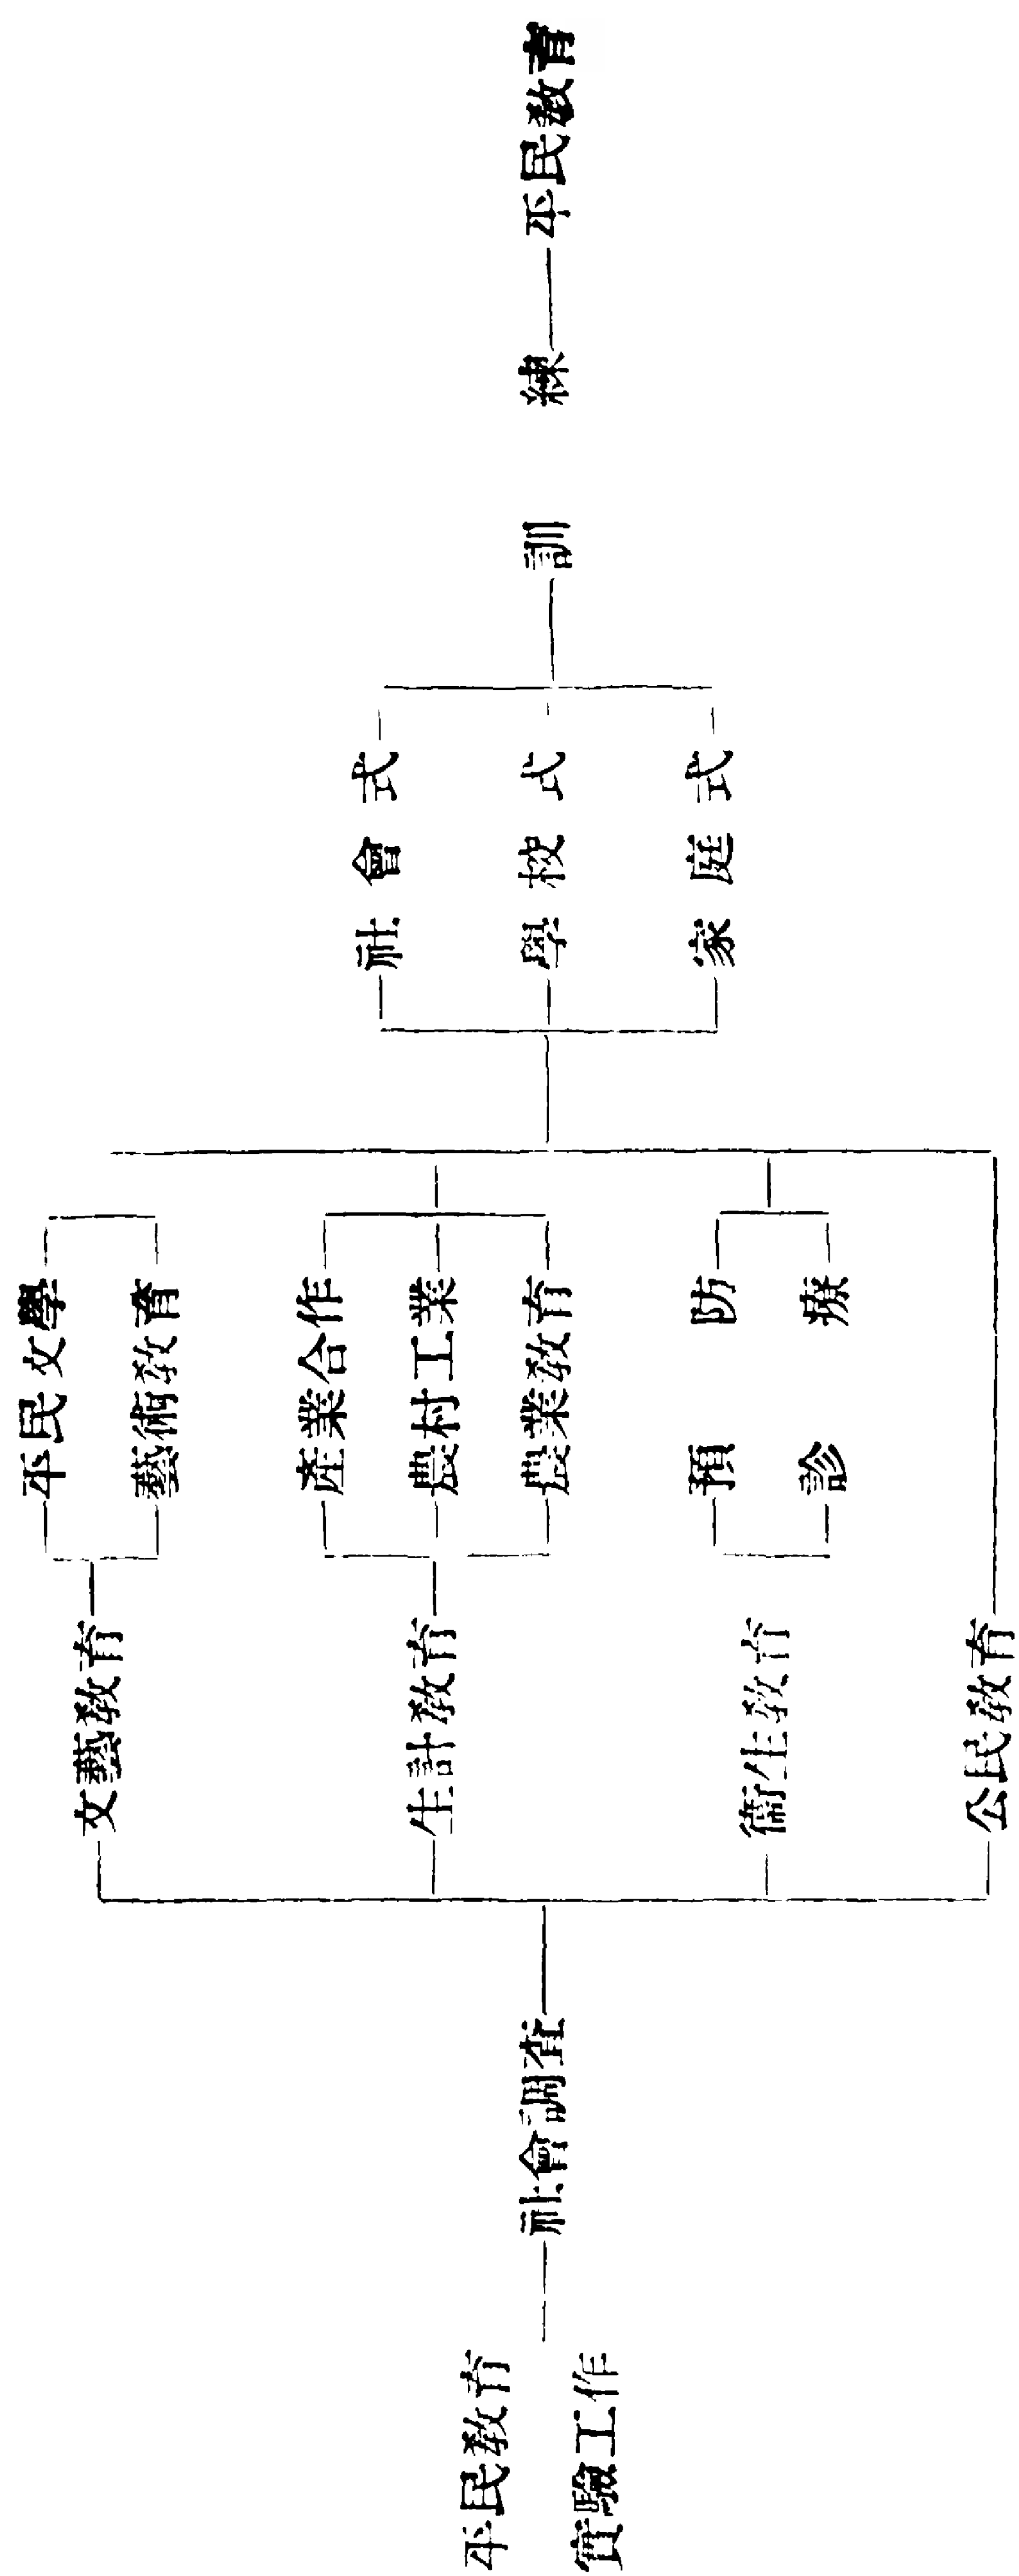 平民教育
實驗工作
社會調查
文藝教育
生計教育
衞生教育
公民教育
平民文學
藝術教育
產業合作
農村工業
農業教育
預防
診療
社會式
學校式
家庭式
訓練
平民教育